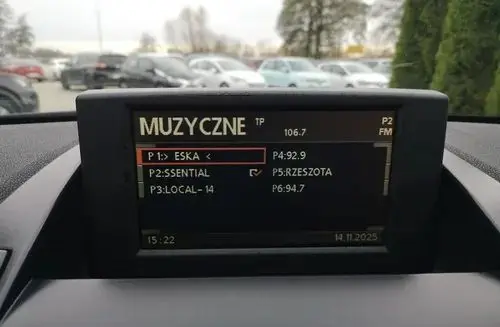 MUZYCZNE TP 106.7 P2 FM
P1:> ESKA < P4:92.9
P2:SSENTIAL P5:RZESZOTA
P3:LOCAL-14 P6:94.7
15:22 14.11.2025